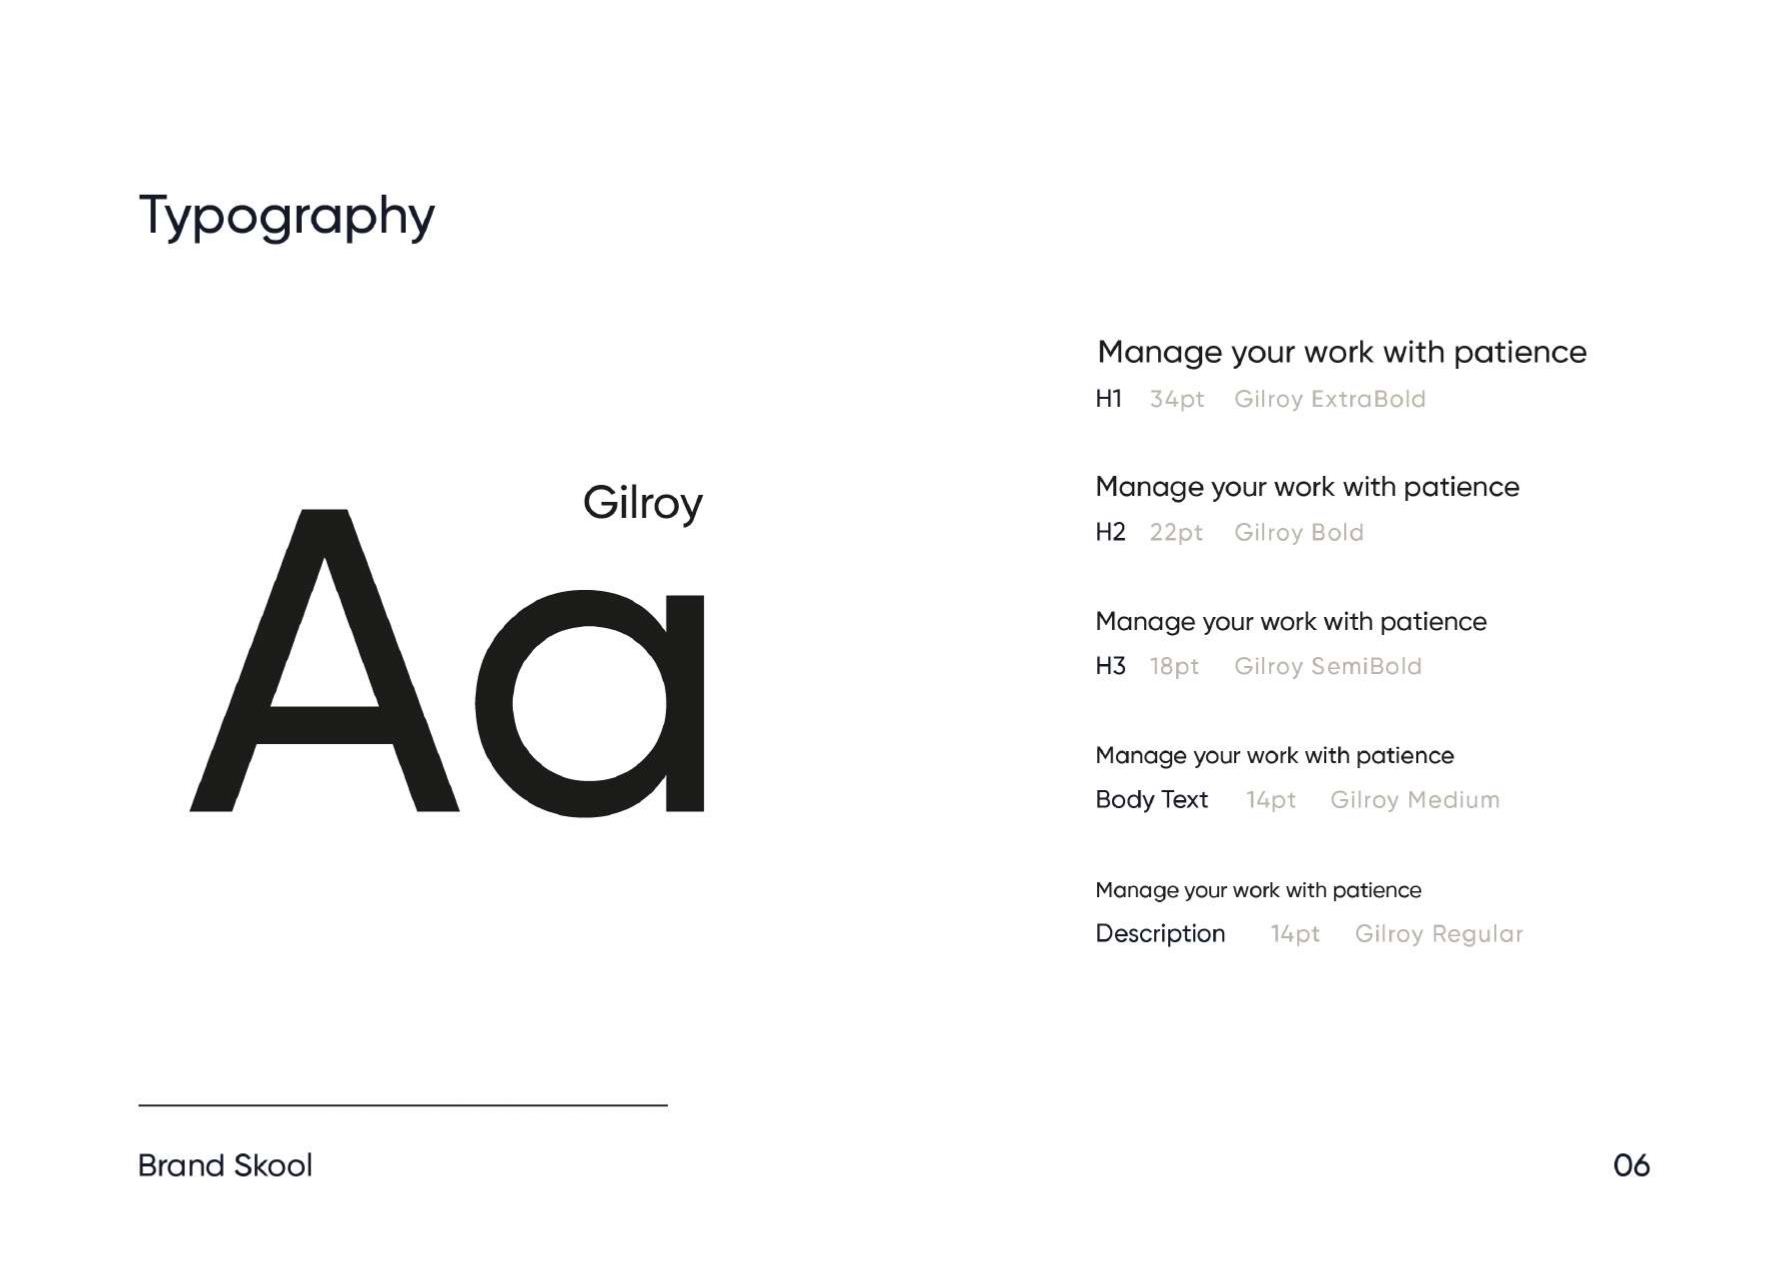 Typography
Gilroy
Aa
Manage your work with patience
H1 34pt Gilroy ExtraBold
Manage your work with patience
H2 22pt Gilroy Bold
Manage your work with patience
H3 18pt Gilroy SemiBold
Manage your work with patience
Body Text 14pt Gilroy Medium
Manage your work with patience
Description 14pt Gilroy Regular
Brand Skool
06